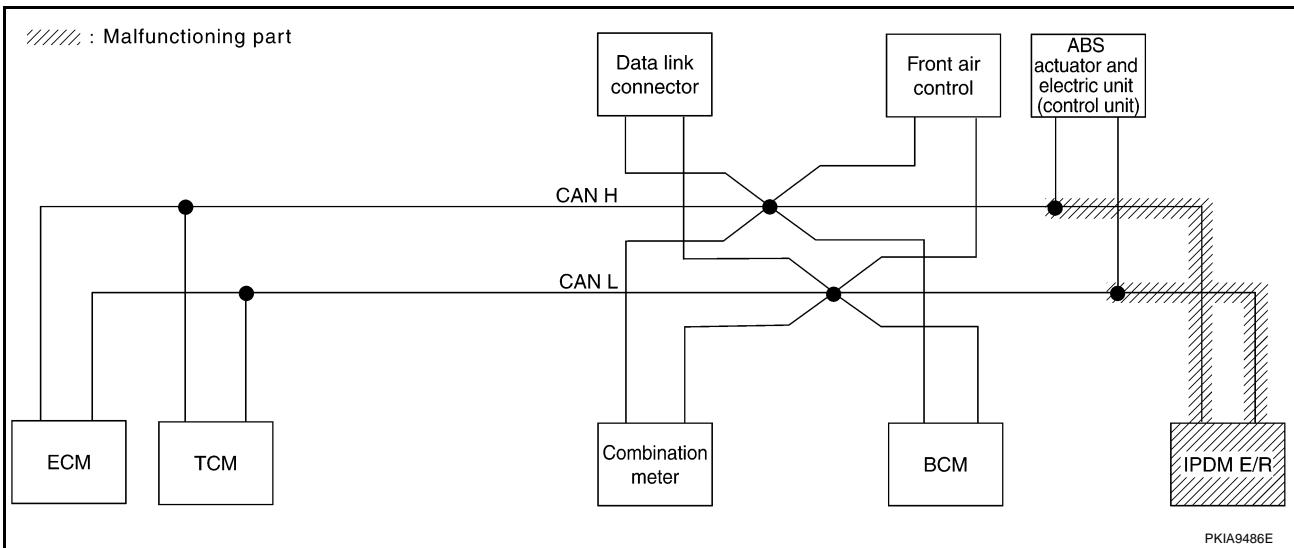 : Malfunctioning part
Data link
connector
Front air
control
ABS
actuator and
electric unit
(control unit)
CAN H
CAN L
ECM
TCM
Combination
meter
BCM
IPDM E/R
PKIA9486E